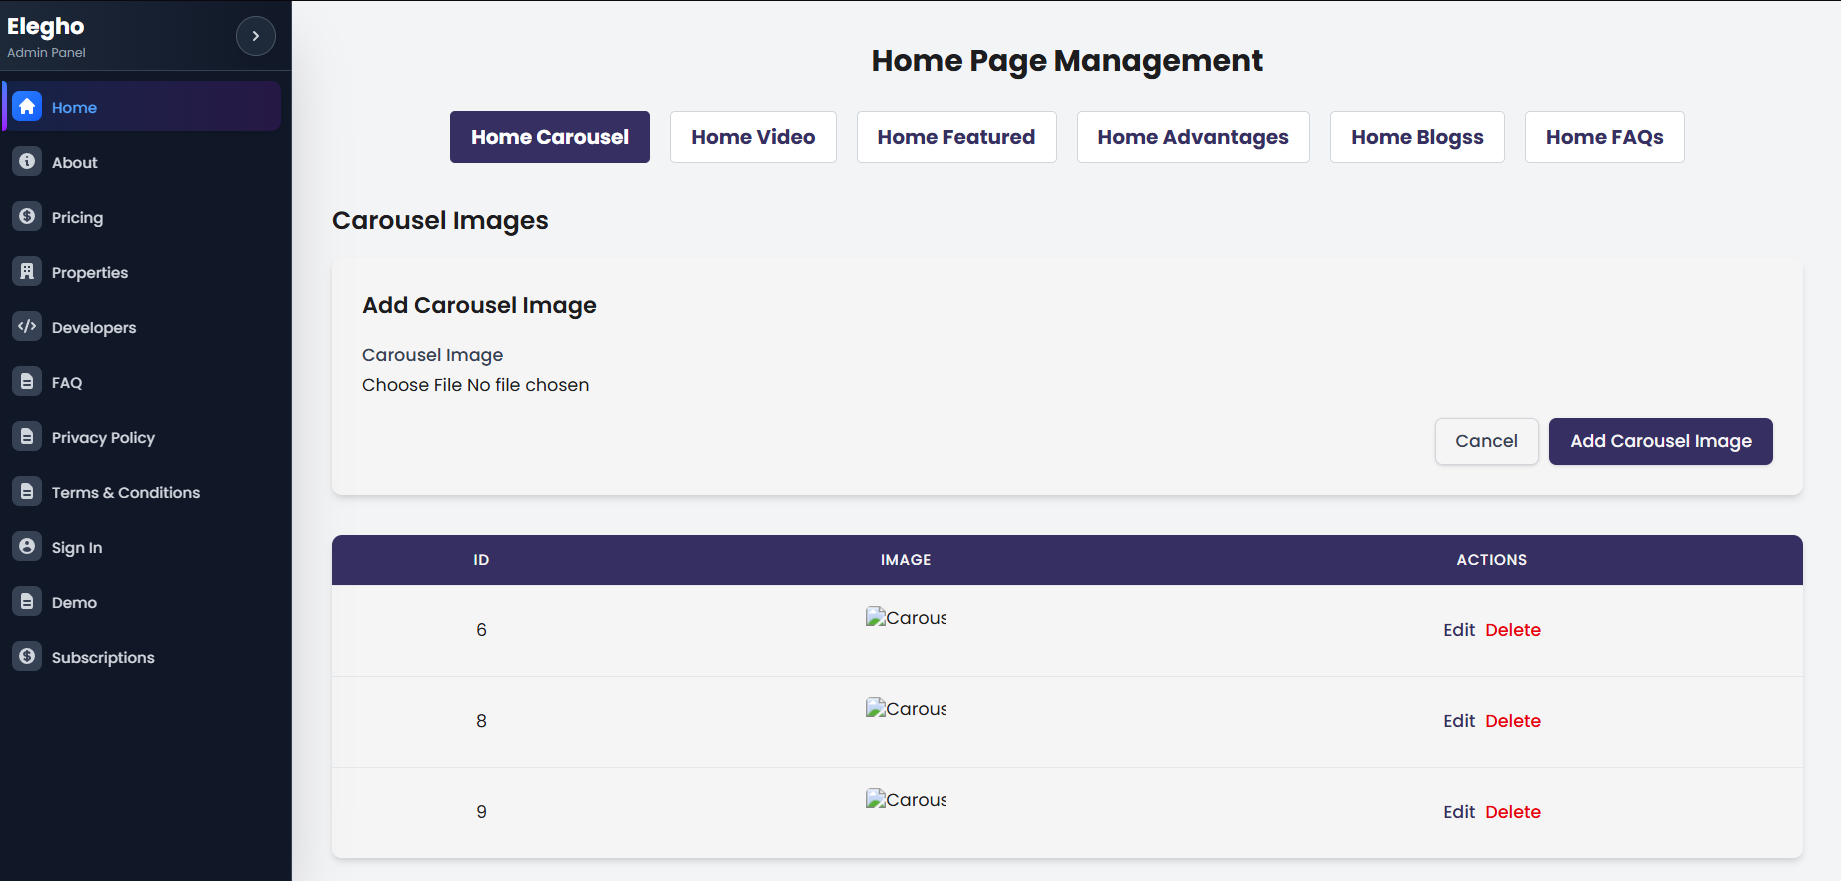 Elegho
Admin Panel
Home
About
Pricing
Properties
Developers
FAQ
Privacy Policy
Terms & Conditions
Sign In
Demo
Subscriptions
Home Page Management
Home Carousel
Home Video
Home Featured
Home Advantages
Home Blogss
Home FAQs
Carousel Images
Add Carousel Image
Carousel Image
Choose File No file chosen
Cancel
Add Carousel Image
ID IMAGE ACTIONS
6 Carous Edit Delete
8 Carous Edit Delete
9 Carous Edit Delete